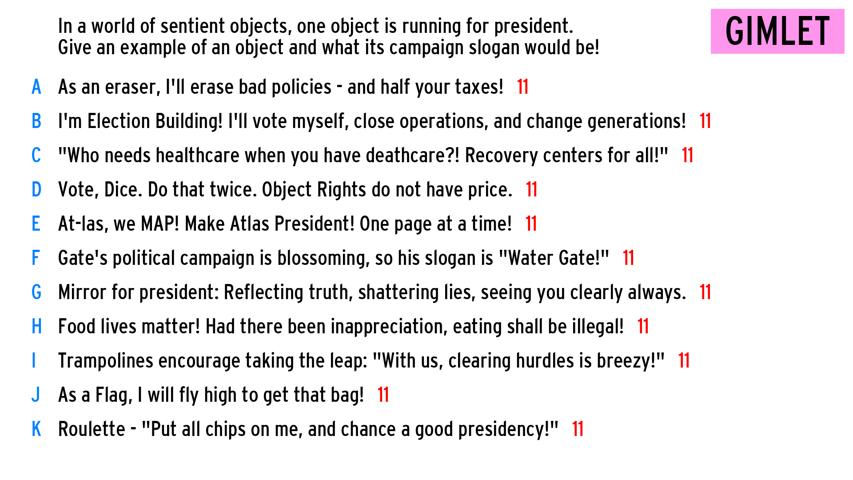 In a world of sentient objects, one object is running for president.
Give an example of an object and what its campaign slogan would be!
GIMLET
A As an eraser, I'll erase bad policies - and half your taxes! 11
B I'm Election Building! I'll vote myself, close operations, and change generations! 11
C "Who needs healthcare when you have deathcare?! Recovery centers for all!" 11
D Vote, Dice. Do that twice. Object Rights do not have price. 11
E At-las, we MAP! Make Atlas President! One page at a time! 11
F Gate's political campaign is blossoming, so his slogan is "Water Gate!" 11
G Mirror for president: Reflecting truth, shattering lies, seeing you clearly always. 11
H Food lives matter! Had there been inappreciation, eating shall be illegal! 11
I Trampolines encourage taking the leap: "With us, clearing hurdles is breezy!" 11
J As a Flag, I will fly high to get that bag! 11
K Roulette - "Put all chips on me, and chance a good presidency!" 11